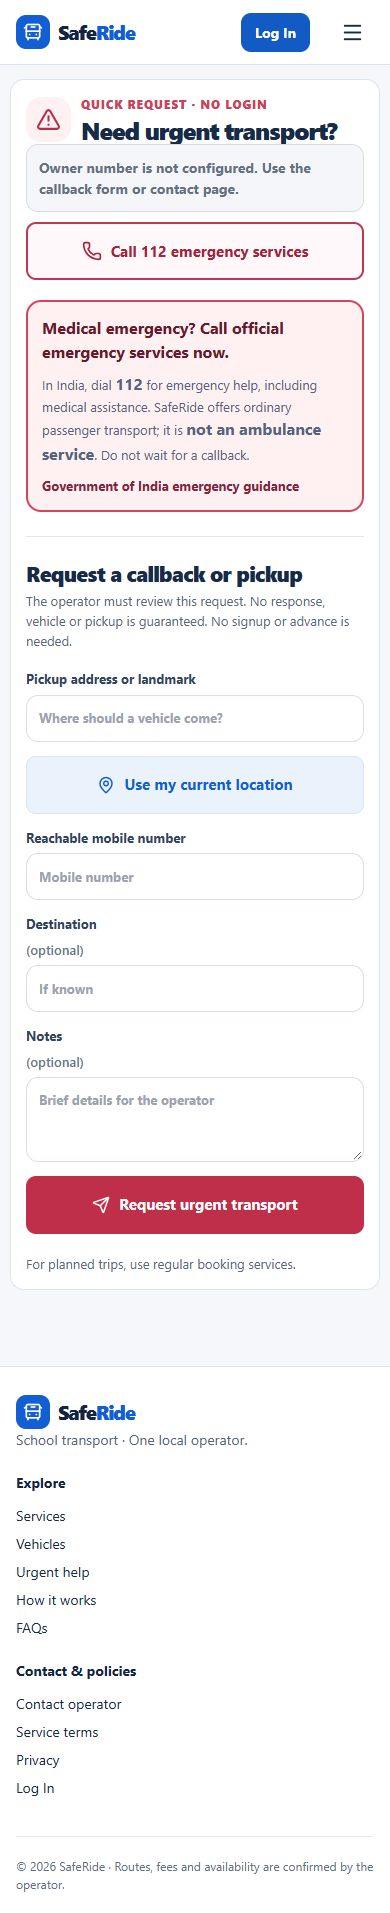 SafeRide
Log In
QUICK REQUEST · NO LOGIN
Need urgent transport?
Owner number is not configured. Use the
callback form or contact page.
Call 112 emergency services
Medical emergency? Call official
emergency services now.
In India, dial 112 for emergency help, including
medical assistance. SafeRide offers ordinary
passenger transport; it is not an ambulance
service. Do not wait for a callback.
Government of India emergency guidance
Request a callback or pickup
The operator must review this request. No response,
vehicle or pickup is guaranteed. No signup or advance is
needed.
Pickup address or landmark
Where should a vehicle come?
Use my current location
Reachable mobile number
Mobile number
Destination
(optional)
If known
Notes
(optional)
Brief details for the operator
Request urgent transport
For planned trips, use regular booking services.
SafeRide
School transport · One local operator.
Explore
Services
Vehicles
Urgent help
How it works
FAQs
Contact & policies
Contact operator
Service terms
Privacy
Log In
© 2026 SafeRide · Routes, fees and availability are confirmed by the
operator.